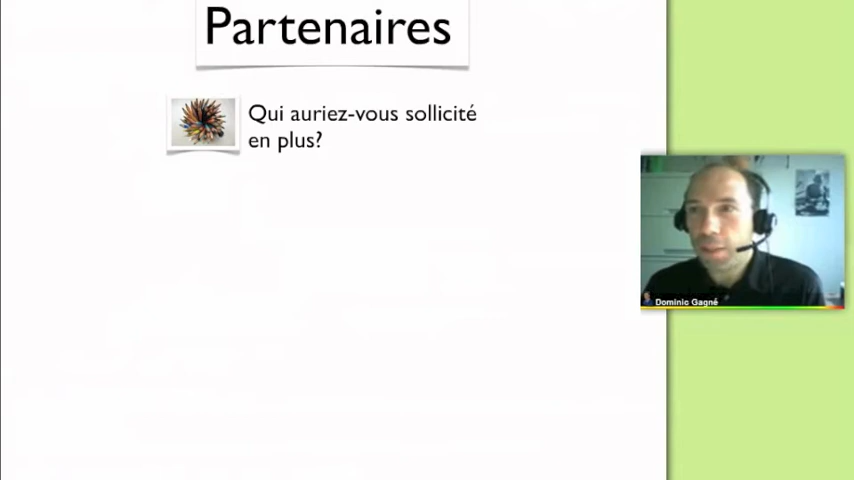 Partenaires
Qui auriez-vous sollicité
en plus?
Dominic Gagné